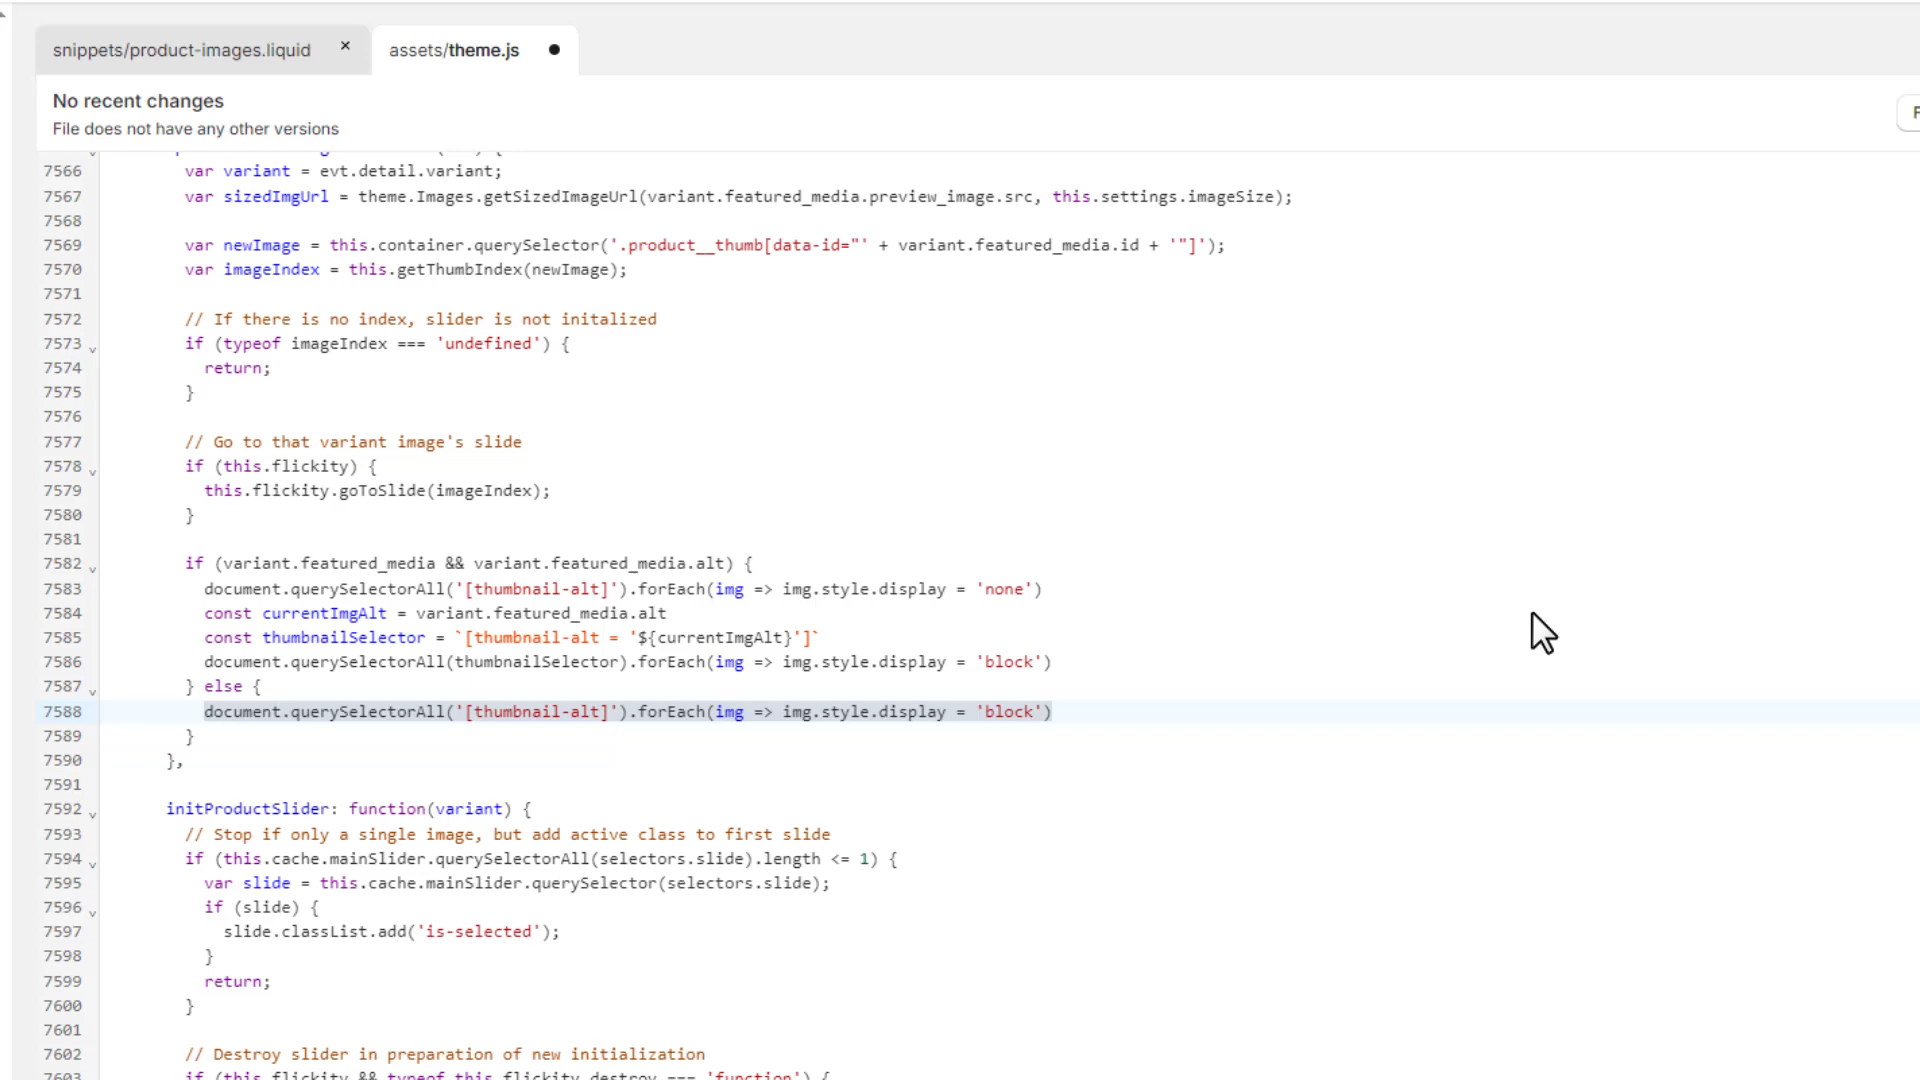 snippets/product-images.liquid ×
assets/theme.js ●
No recent changes
File does not have any other versions
7566 var variant = evt.detail.variant;
7567 var sizedImgUrl = theme.Images.getSizedImageUrl(variant.featured_media.preview_image.src, this.settings.imageSize);
7568
7569 var newImage = this.container.querySelector('.product__thumb[data-id="' + variant.featured_media.id + '"]');
7570 var imageIndex = this.getThumbIndex(newImage);
7571
7572 // If there is no index, slider is not initalized
7573 if (typeof imageIndex === 'undefined') {
7574 return;
7575 }
7576
7577 // Go to that variant image's slide
7578 if (this.flickity) {
7579 this.flickity.goToSlide(imageIndex);
7580 }
7581
7582 if (variant.featured_media && variant.featured_media.alt) {
7583 document.querySelectorAll('[thumbnail-alt]').forEach(img => img.style.display = 'none')
7584 const currentImgAlt = variant.featured_media.alt
7585 const thumbnailSelector = `[thumbnail-alt = '${currentImgAlt}']`
7586 document.querySelectorAll(thumbnailSelector).forEach(img => img.style.display = 'block')
7587 } else {
7588 document.querySelectorAll('[thumbnail-alt]').forEach(img => img.style.display = 'block')
7589 }
7590 },
7591
7592 initProductSlider: function(variant) {
7593 // Stop if only a single image, but add active class to first slide
7594 if (this.cache.mainSlider.querySelectorAll(selectors.slide).length <= 1) {
7595 var slide = this.cache.mainSlider.querySelector(selectors.slide);
7596 if (slide) {
7597 slide.classList.add('is-selected');
7598 }
7599 return;
7600 }
7601
7602 // Destroy slider in preparation of new initialization
7603 if (this.flickity && typeof this.flickity.destroy === 'function') {